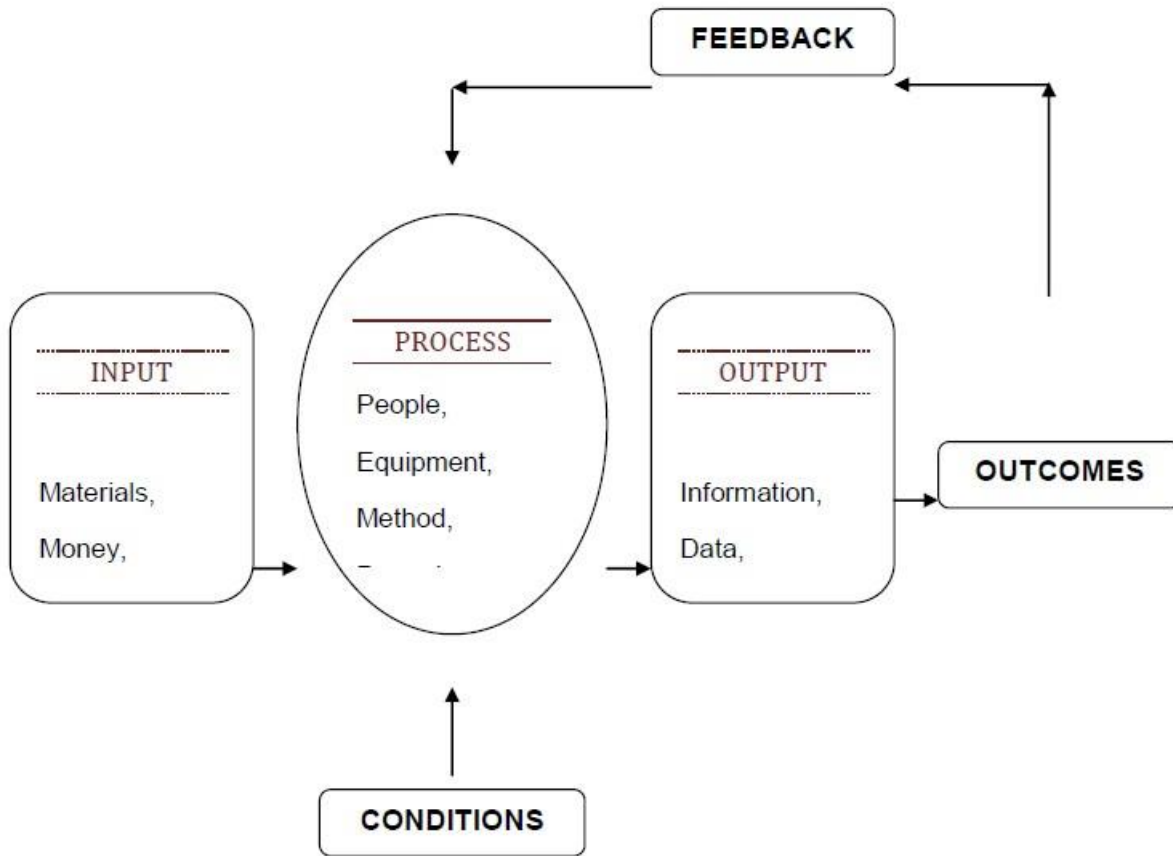 FEEDBACK
INPUT
Materials,
Money,
PROCESS
People,
Equipment,
Method,
OUTPUT
Information,
Data,
OUTCOMES
CONDITIONS